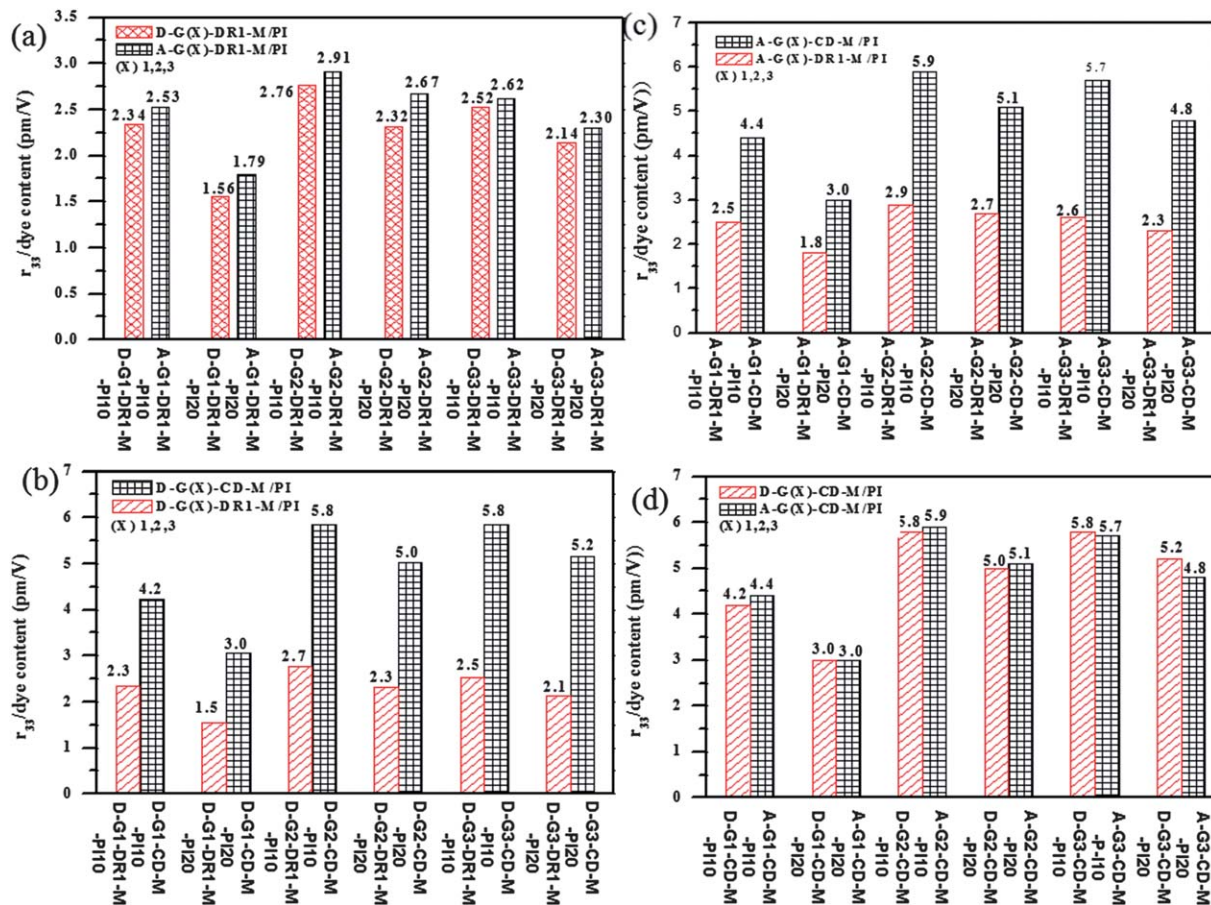 (a)
D-G(X)-DR1-M/PI
A-G(X)-DR1-M/PI
(X) 1,2,3
r33/dye content (pm/V)
3.5
3.0
2.5
2.0
1.5
1.0
0.5
0.0
2.34
2.53
1.56
1.79
2.76
2.91
2.32
2.67
2.52
2.62
2.14
2.30
D-G1-DR1-M
-PI10
A-G1-DR1-M
-PI10
D-G1-DR1-M
-PI20
A-G1-DR1-M
-PI20
D-G2-DR1-M
-PI10
A-G2-DR1-M
-PI10
D-G2-DR1-M
-PI20
A-G2-DR1-M
-PI20
D-G3-DR1-M
-PI10
A-G3-DR1-M
-PI10
D-G3-DR1-M
-PI20
A-G3-DR1-M
-PI20
(c)
A-G(X)-CD-M/PI
A-G(X)-DR1-M/PI
(X) 1,2,3
r33/dye content (pm/V))
7
6
5
4
3
2
1
0
2.5
4.4
1.8
3.0
2.9
5.9
2.7
5.1
2.6
5.7
2.3
4.8
A-G1-DR1-M
-PI10
A-G1-CD-M
-PI10
A-G1-DR1-M
-PI20
A-G1-CD-M
-PI20
A-G2-DR1-M
-PI10
A-G2-CD-M
-PI10
A-G2-DR1-M
-PI20
A-G2-CD-M
-PI20
A-G3-DR1-M
-PI10
A-G3-CD-M
-PI10
A-G3-DR1-M
-PI20
A-G3-CD-M
-PI20
(b)
D-G(X)-CD-M/PI
D-G(X)-DR1-M/PI
(X) 1,2,3
r33/dye content (pm/V)
7
6
5
4
3
2
1
0
2.3
4.2
1.5
3.0
2.7
5.8
2.3
5.0
2.5
5.8
2.1
5.2
D-G1-DR1-M
-PI10
D-G1-CD-M
-PI10
D-G1-DR1-M
-PI20
D-G1-CD-M
-PI20
D-G2-DR1-M
-PI10
D-G2-CD-M
-PI10
D-G2-DR1-M
-PI20
D-G2-CD-M
-PI20
D-G3-DR1-M
-PI10
D-G3-CD-M
-PI10
D-G3-DR1-M
-PI20
D-G3-CD-M
-PI20
(d)
D-G(X)-CD-M/PI
A-G(X)-CD-M/PI
(X) 1,2,3
r33/dye content (pm/V))
7
6
5
4
3
2
1
0
4.2
4.4
3.0
3.0
5.8
5.9
5.0
5.1
5.8
5.7
5.2
4.8
D-G1-CD-M
-PI10
A-G1-CD-M
-PI10
D-G1-CD-M
-PI20
A-G1-CD-M
-PI20
D-G2-CD-M
-PI10
A-G2-CD-M
-PI10
D-G2-CD-M
-PI20
A-G2-CD-M
-PI20
D-G3-CD-M
-PI10
A-G3-CD-M
-P-I10
D-G3-CD-M
-PI20
A-G3-CD-M
-PI20